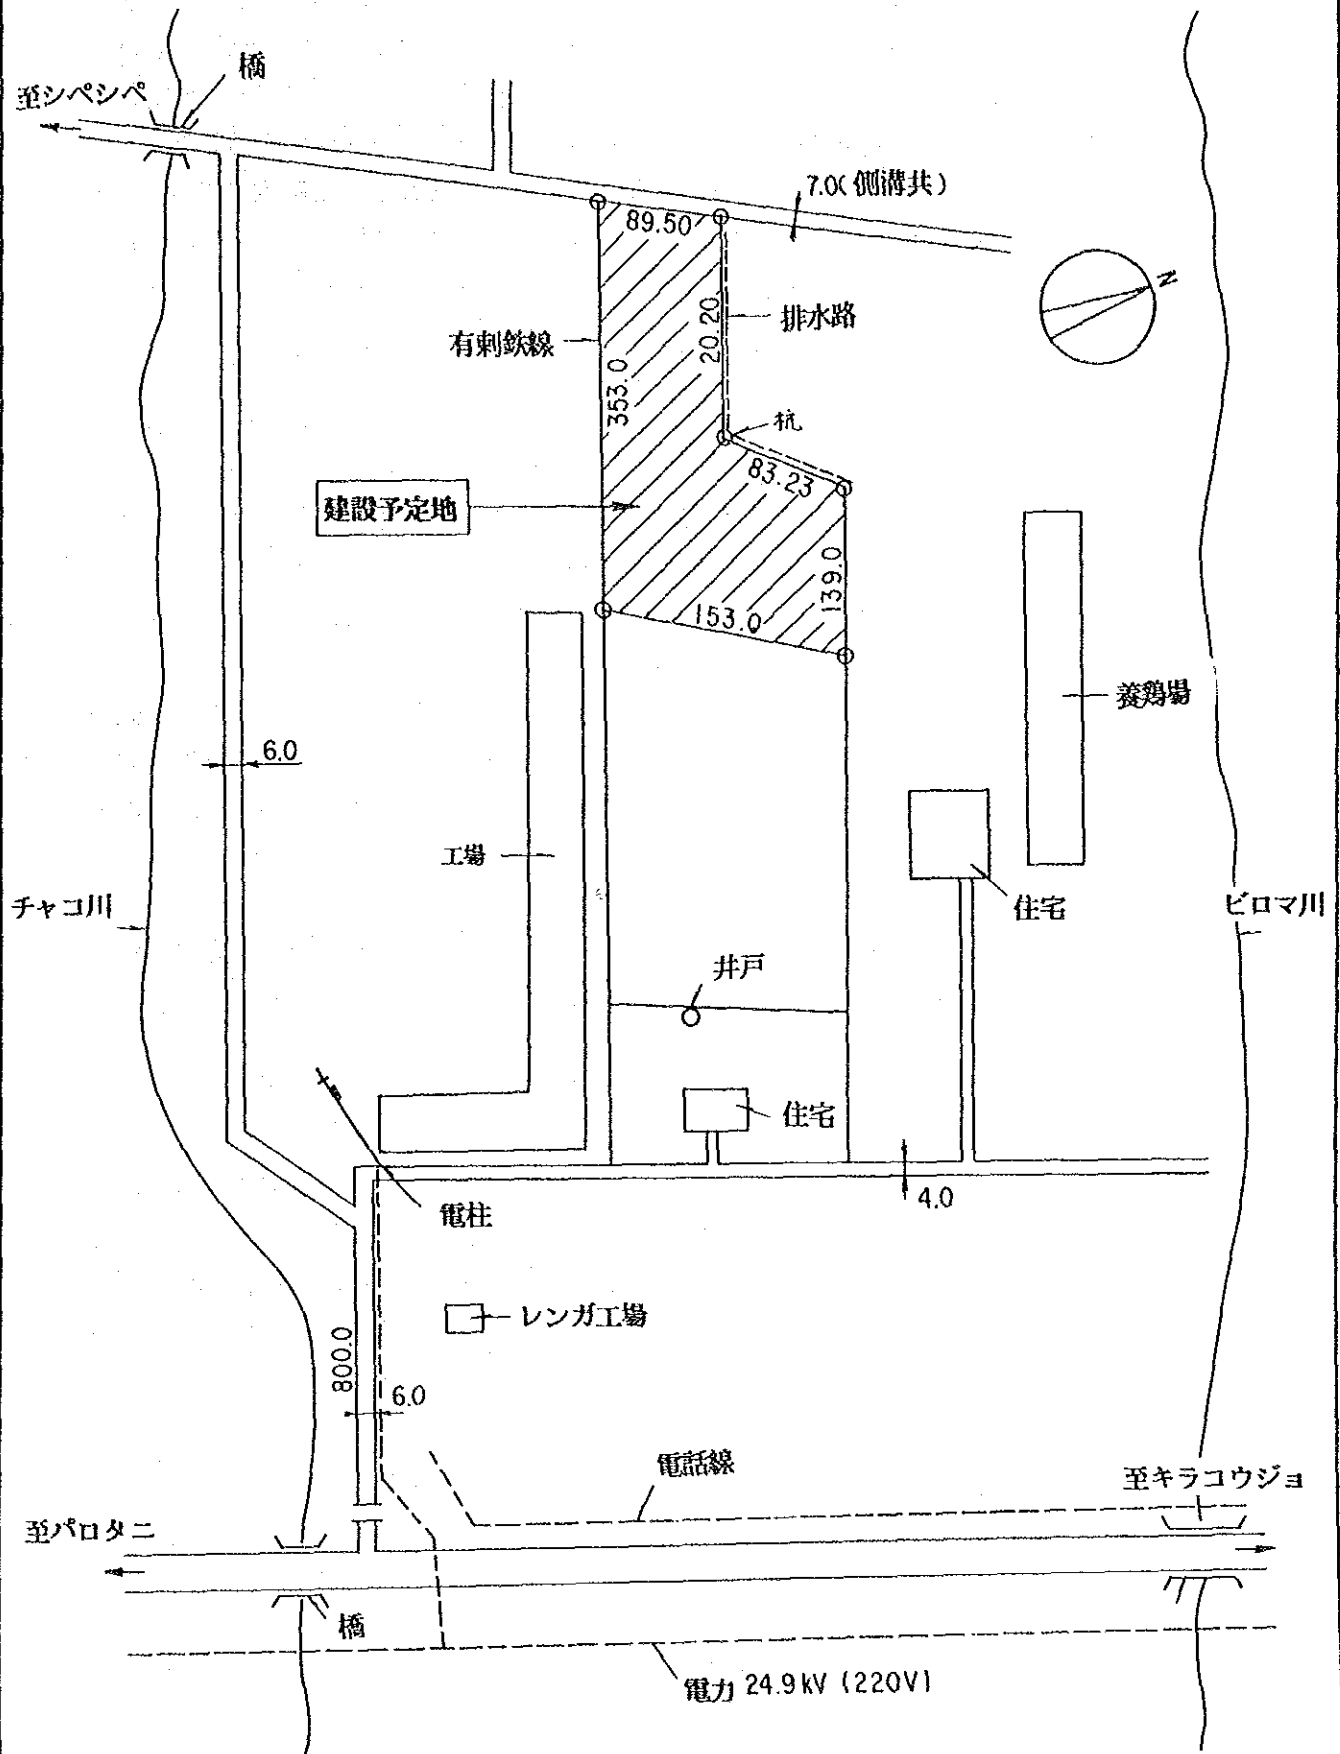 橋
至シペシペ
7.0(側溝共)
89.50
N
排水路
20.20
有刺鉄線
353.0
杭
83.23
建設予定地
139.0
153.0
養鶏場
6.0
工場
チャコ川
住宅
ビロマ川
井戸
住宅
4.0
電柱
レンガ工場
800.0
6.0
電話線
至キラコウジョ
至パロタニ
橋
電力 24.9kV (220V)